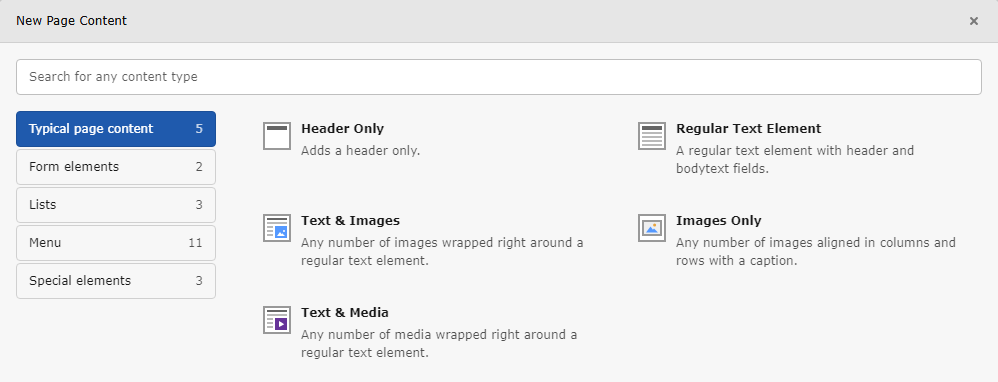 New Page Content
×
Search for any content type
Typical page content 5
Form elements 2
Lists 3
Menu 11
Special elements 3
Header Only
Adds a header only.
Regular Text Element
A regular text element with header and
bodytext fields.
Text & Images
Any number of images wrapped right around a
regular text element.
Images Only
Any number of images aligned in columns and
rows with a caption.
Text & Media
Any number of media wrapped right around a
regular text element.